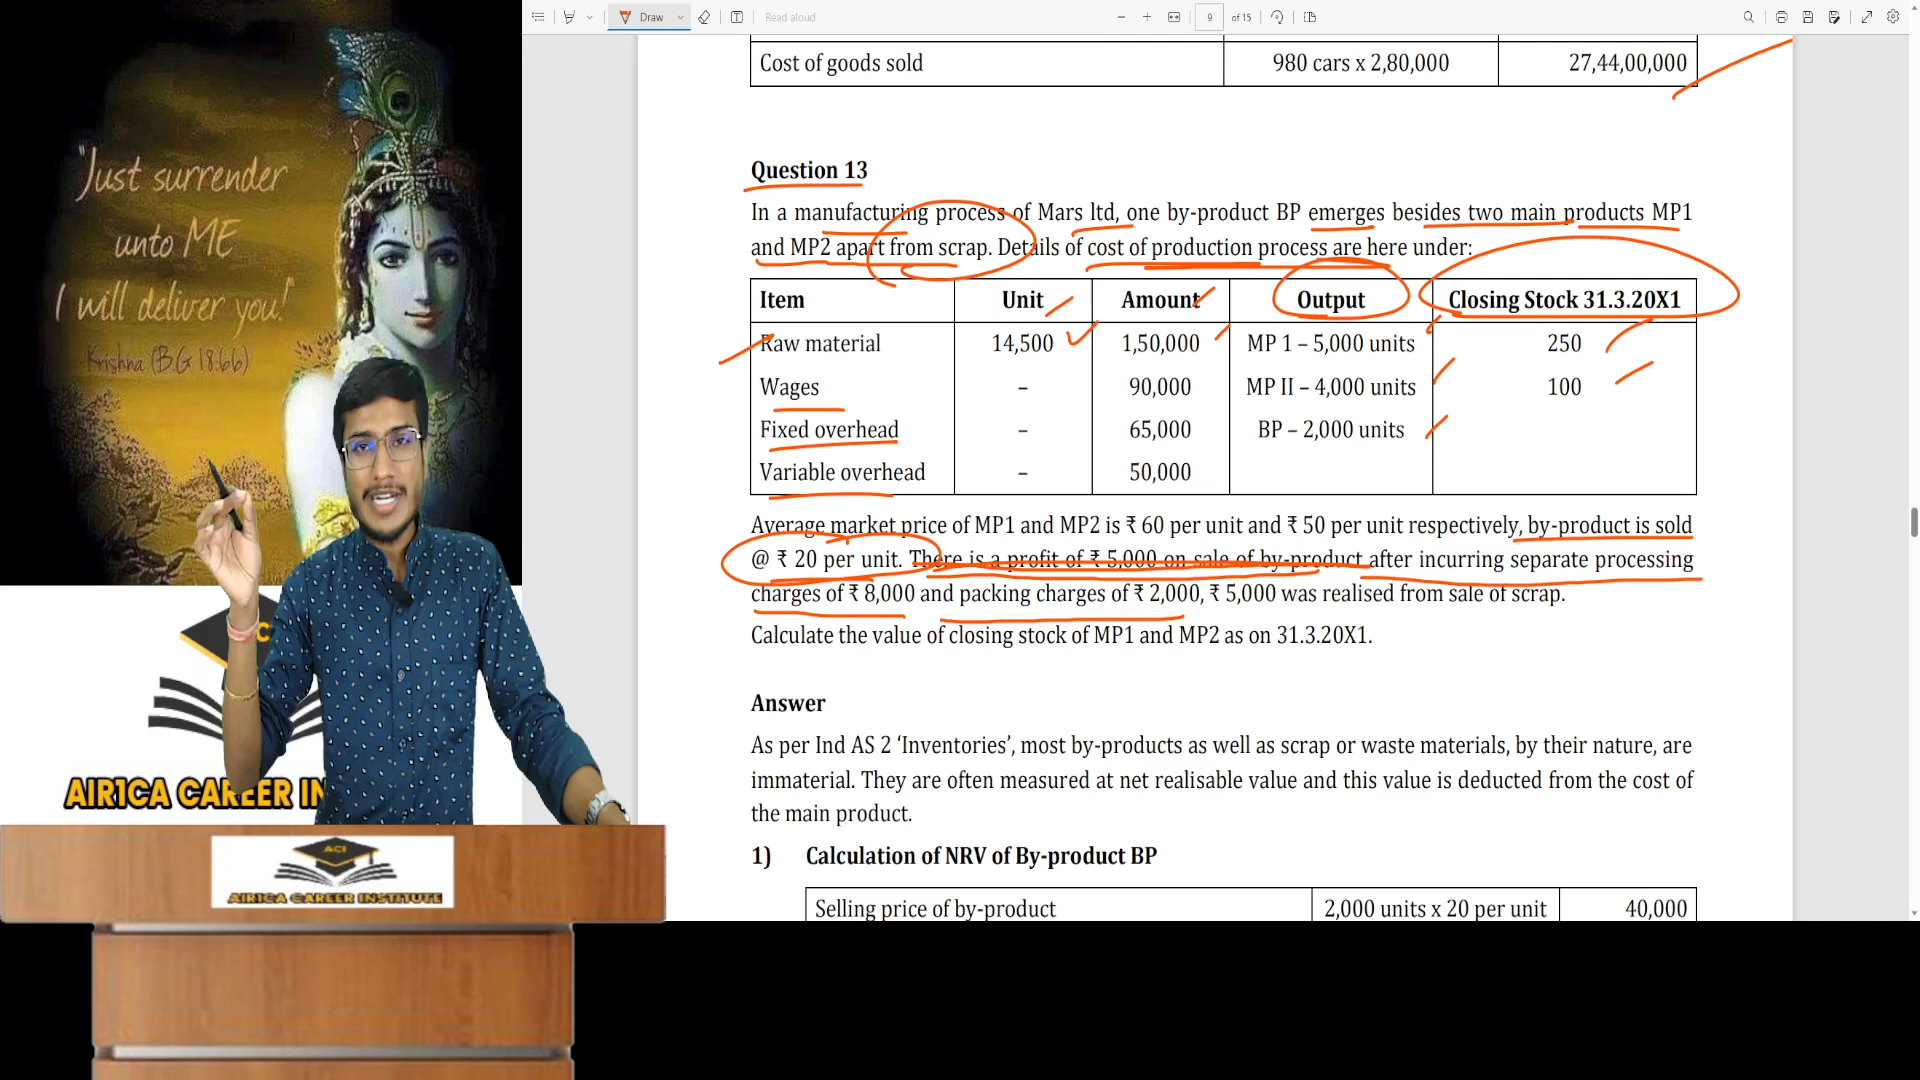 "Just surrender
unto ME
I will deliver you!"
-Krishna (B.G 18.66)
AIR1CA CAREER IN
ACI
AIR1CA CAREER INSTITUTE
Draw
Read aloud
9
of 15
Cost of goods sold 980 cars x 2,80,000 27,44,00,000
Question 13
In a manufacturing process of Mars ltd, one by-product BP emerges besides two main products MP1
and MP2 apart from scrap. Details of cost of production process are here under:
Item Unit Amount Output Closing Stock 31.3.20X1
Raw material 14,500 1,50,000 MP 1 – 5,000 units 250
Wages – 90,000 MP II – 4,000 units 100
Fixed overhead – 65,000 BP – 2,000 units
Variable overhead – 50,000
Average market price of MP1 and MP2 is ₹ 60 per unit and ₹ 50 per unit respectively, by-product is sold
@ ₹ 20 per unit. There is a profit of ₹ 5,000 on sale of by-product after incurring separate processing
charges of ₹ 8,000 and packing charges of ₹ 2,000, ₹ 5,000 was realised from sale of scrap.
Calculate the value of closing stock of MP1 and MP2 as on 31.3.20X1.
Answer
As per Ind AS 2 ‘Inventories’, most by-products as well as scrap or waste materials, by their nature, are
immaterial. They are often measured at net realisable value and this value is deducted from the cost of
the main product.
1) Calculation of NRV of By-product BP
Selling price of by-product 2,000 units x 20 per unit 40,000